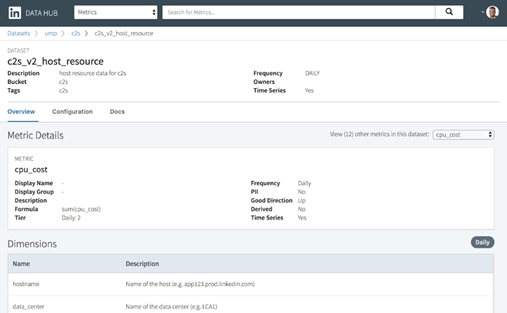 in DATA HUB Metrics Search for Metrics...
Datasets > ump > c2s > c2s_v2_host_resource
DATASET
c2s_v2_host_resource
Description host resource data for c2s Frequency DAILY
Bucket c2s Owners
Tags c2s Time Series Yes
Overview Configuration Docs
Metric Details View (12) other metrics in this dataset: cpu_cost
METRIC
cpu_cost
Display Name - Frequency Daily
Display Group - PII No
Description Good Direction Up
Formula sum(cpu_cost) Derived No
Tier Daily: 2 Time Series Yes
Dimensions Daily
Name Description
hostname Name of the host (e.g. app123.prod.linkedin.com)
data_center Name of the data center (e.g. LCA1)